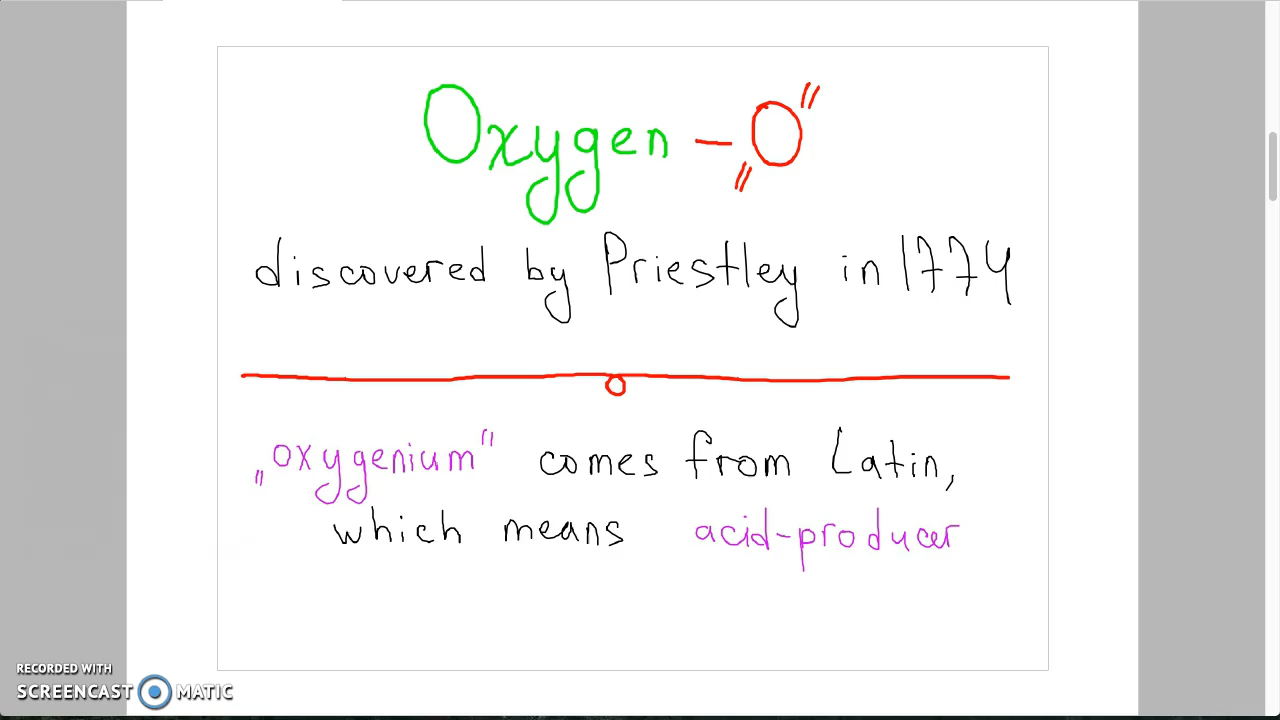 Oxygen - „O"
discovered by Priestley in 1774
„oxygenium" comes from Latin,
which means acid-producer
RECORDED WITH
SCREENCAST MATIC